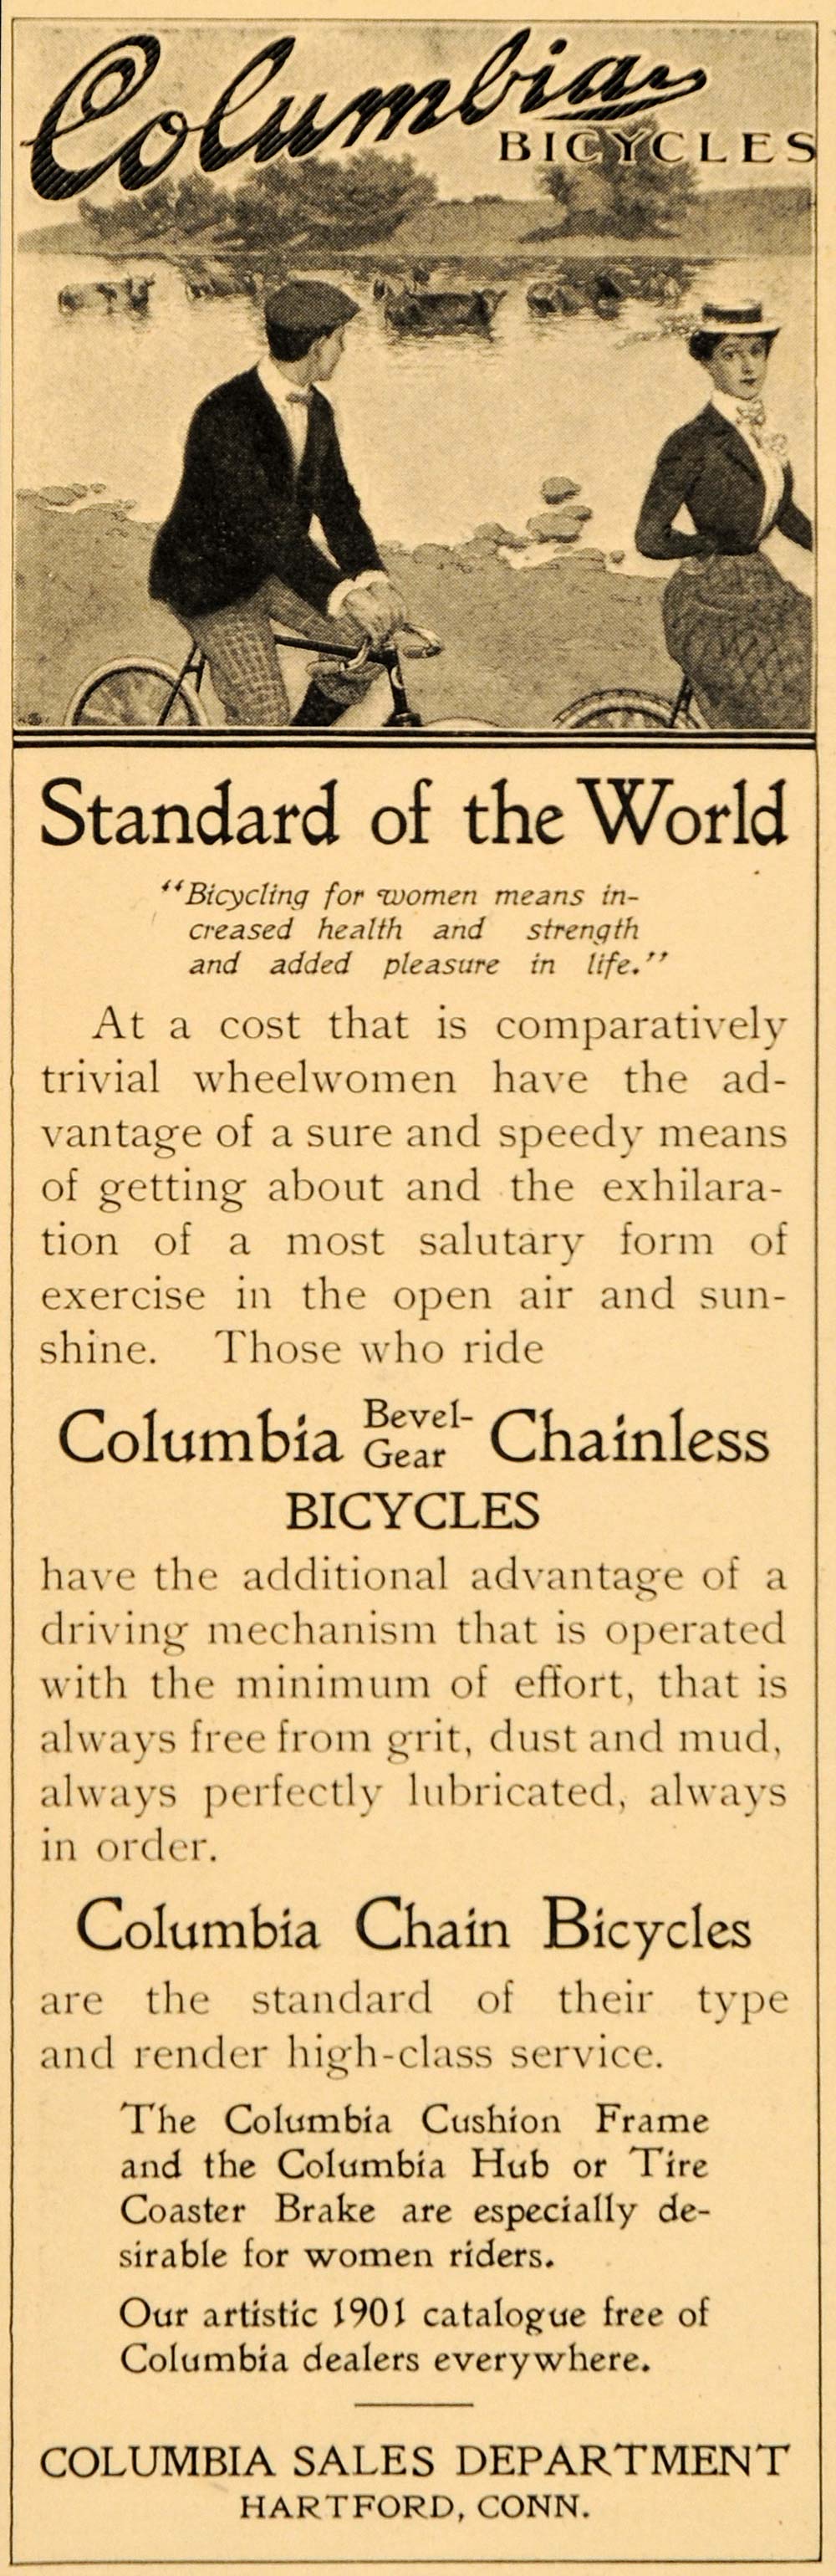 Columbia
BICYCLES
Standard of the World
"Bicycling for women means in-
creased health and strength
and added pleasure in life."
At a cost that is comparatively
trivial wheelwomen have the ad-
vantage of a sure and speedy means
of getting about and the exhilara-
tion of a most salutary form of
exercise in the open air and sun-
shine. Those who ride
Columbia Bevel-Gear Chainless
BICYCLES
have the additional advantage of a
driving mechanism that is operated
with the minimum of effort, that is
always free from grit, dust and mud,
always perfectly lubricated, always
in order.
Columbia Chain Bicycles
are the standard of their type
and render high-class service.
The Columbia Cushion Frame
and the Columbia Hub or Tire
Coaster Brake are especially de-
sirable for women riders.
Our artistic 1901 catalogue free of
Columbia dealers everywhere.
COLUMBIA SALES DEPARTMENT
HARTFORD, CONN.